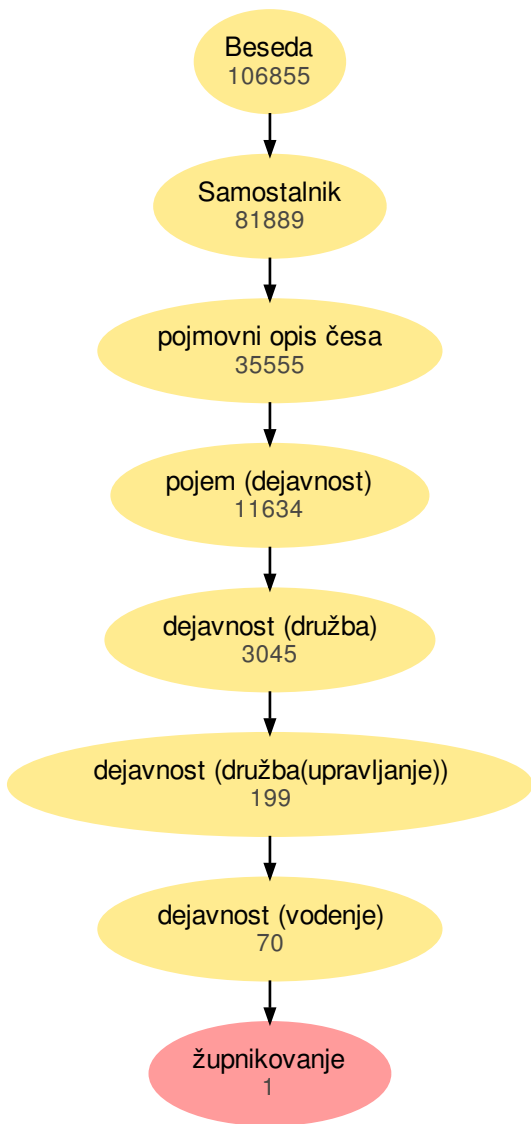 Beseda
106855
Samostalnik
81889
pojmovni opis česa
35555
pojem (dejavnost)
11634
dejavnost (družba)
3045
dejavnost (družba(upravljanje))
199
dejavnost (vodenje)
70
župnikovanje
1